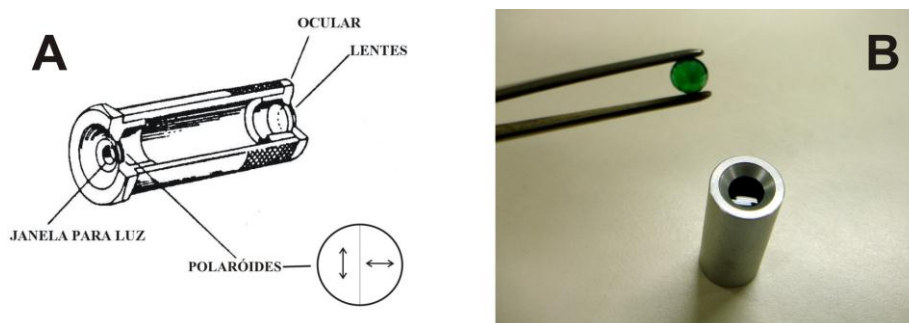 A
OCULAR
LENTES
JANELA PARA LUZ
POLARÓIDES
B